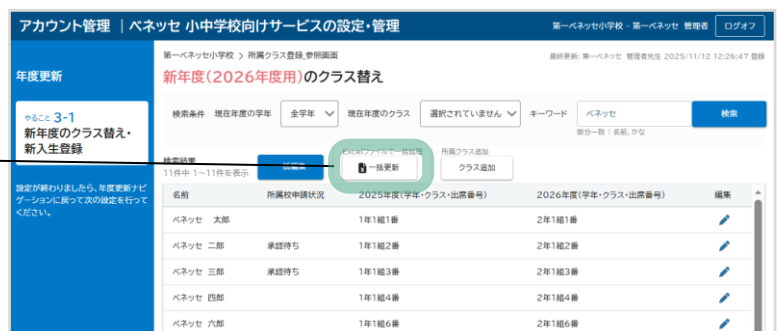 アカウント管理 | ベネッセ 小中学校向けサービスの設定・管理
第一ベネッセ小学校 - 第一ベネッセ 管理者
ログオフ
年度更新
やること 3-1
新年度のクラス替え・
新入生登録
設定が終わりましたら、年度更新ナビ
ゲーションに戻って次の設定を行って
ください。
第一ベネッセ小学校 > 所属クラス登録_参照画面
最終更新: 第一ベネッセ 管理者先生 2025/11/12 12:26:47 登録
新年度(2026年度用)のクラス替え
検索条件 現在年度の学年 全学年 現在年度のクラス 選択されていません キーワード ベネッセ 検索
部分一致：名前,かな
Excelファイルで一括処理 所属クラス追加
検索結果 一括編集 一括更新 クラス追加
11件中 1~11件を表示
名前 所属校申請状況 2025年度(学年・クラス・出席番号) 2026年度(学年・クラス・出席番号) 編集
ベネッセ 太郎 1年1組1番 2年1組1番
ベネッセ 二郎 承認待ち 1年1組2番 2年1組2番
ベネッセ 三郎 承認待ち 1年1組3番 2年1組3番
ベネッセ 四郎 1年1組4番 2年1組4番
ベネッセ 六郎 1年1組6番 2年1組6番